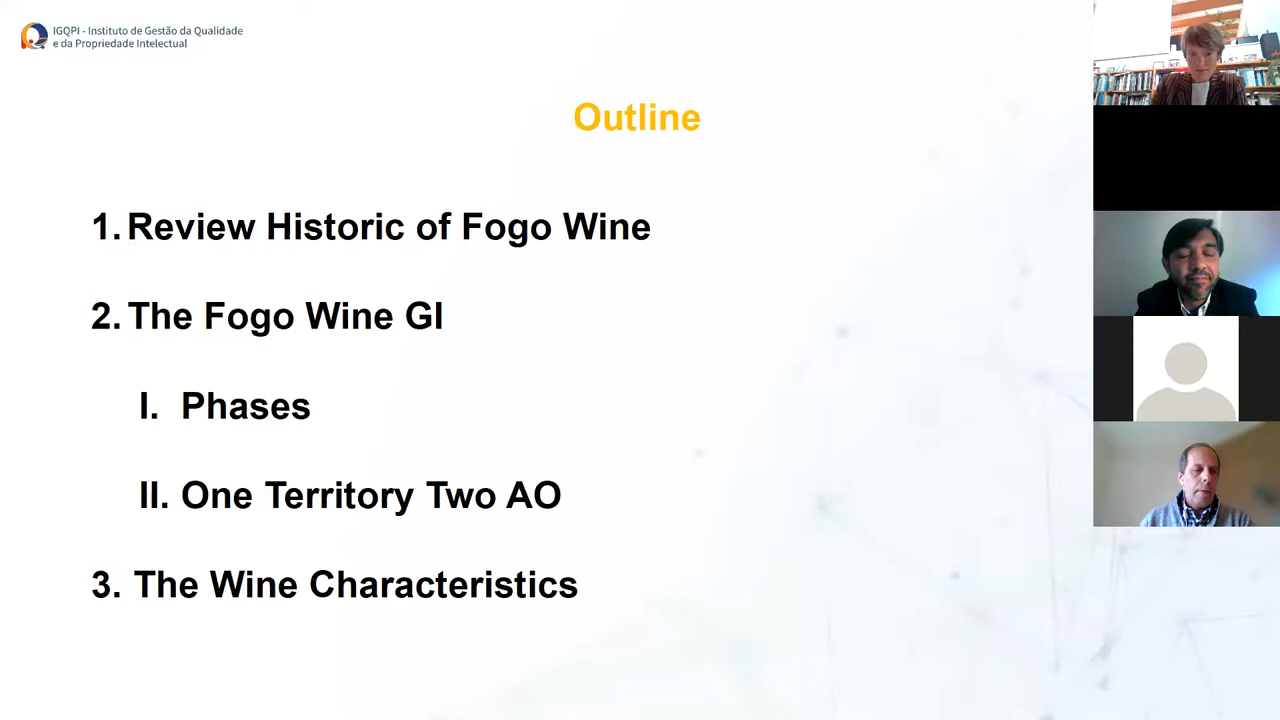 IGQPI - Instituto de Gestão da Qualidade
e da Propriedade Intelectual
Outline
1. Review Historic of Fogo Wine
2. The Fogo Wine GI
I. Phases
II. One Territory Two AO
3. The Wine Characteristics